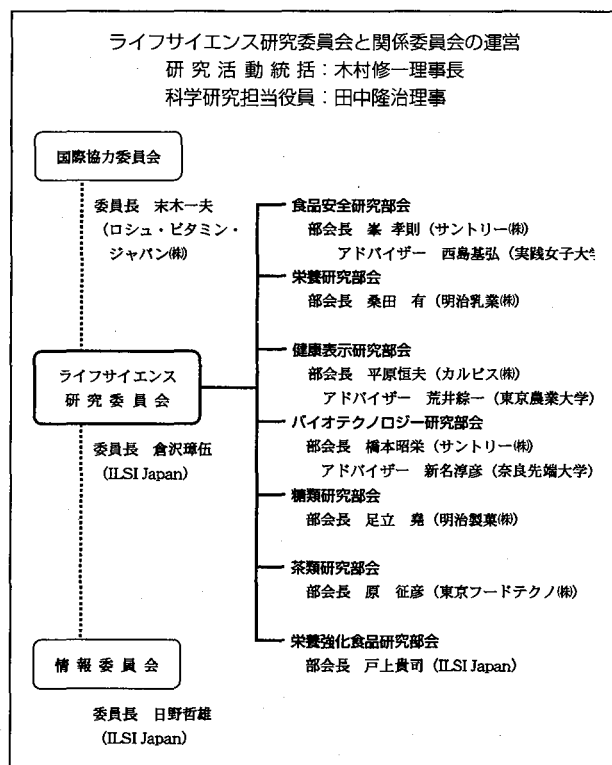 ライフサイエンス研究委員会と関係委員会の運営
研究活動統括：木村修一理事長
科学研究担当役員：田中隆治理事
国際協力委員会
委員長　末木一夫
（ロシュ・ビタミン・
ジャパン㈱）
ライフサイエンス
研究委員会
委員長　倉沢璋伍
(ILSI Japan)
情報委員会
委員長　日野哲雄
(ILSI Japan)
食品安全研究部会
部会長　峯　孝則（サントリー㈱）
アドバイザー　西島基弘（実践女子大学
栄養研究部会
部会長　桑田　有（明治乳業㈱）
健康表示研究部会
部会長　平原恒夫（カルピス㈱）
アドバイザー　荒井綜一（東京農業大学）
バイオテクノロジー研究部会
部会長　橋本昭栄（サントリー㈱）
アドバイザー　新名淳彦（奈良先端大学）
糖類研究部会
部会長　足立　堯（明治製菓㈱）
茶類研究部会
部会長　原　征彦（東京フードテクノ㈱）
栄養強化食品研究部会
部会長　戸上貴司（ILSI Japan）